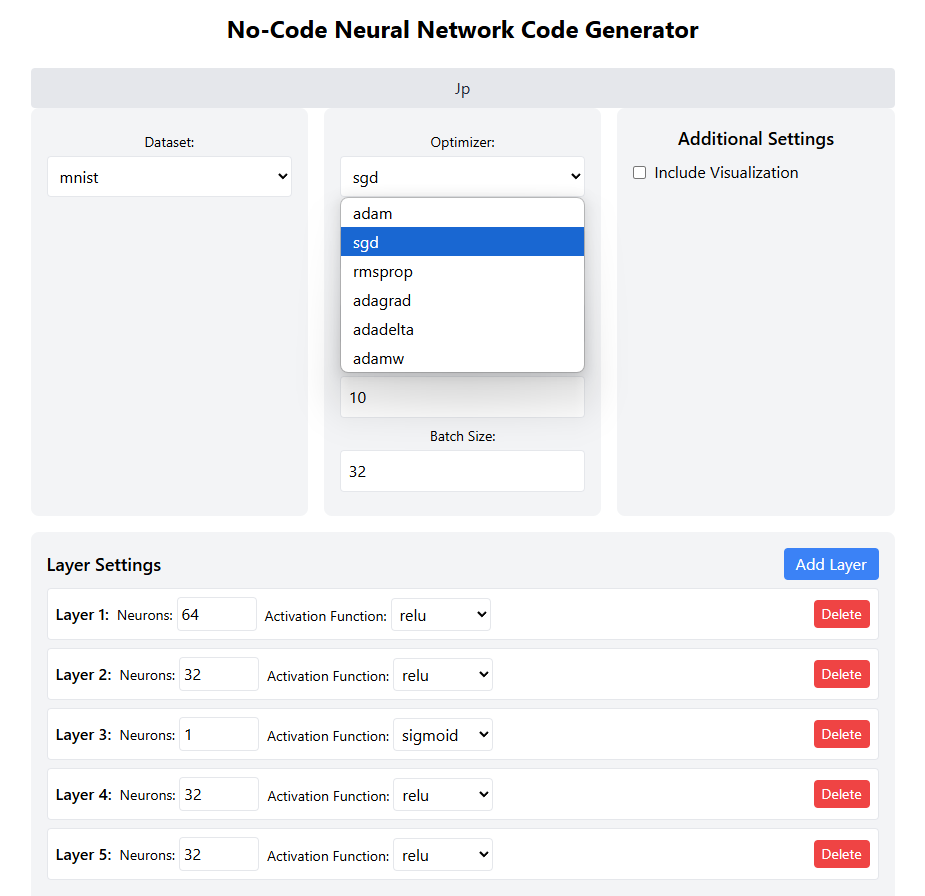 No-Code Neural Network Code Generator
Jp
Dataset:
mnist
Optimizer:
sgd
adam
sgd
rmsprop
adagrad
adadelta
adamw
10
Batch Size:
32
Additional Settings
Include Visualization
Layer Settings
Add Layer
Layer 1: Neurons: 64 Activation Function: relu Delete
Layer 2: Neurons: 32 Activation Function: relu Delete
Layer 3: Neurons: 1 Activation Function: sigmoid Delete
Layer 4: Neurons: 32 Activation Function: relu Delete
Layer 5: Neurons: 32 Activation Function: relu Delete